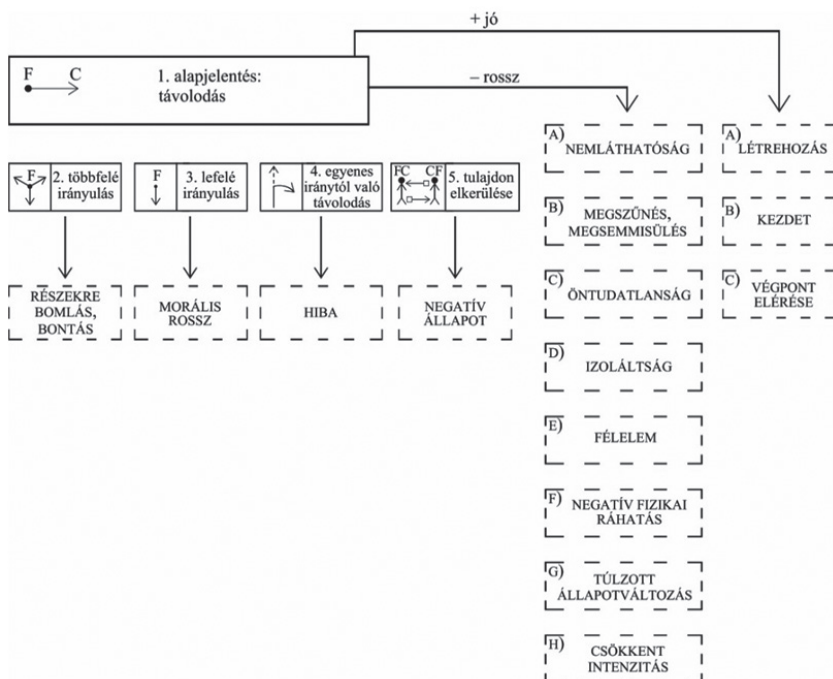 + jó
F C 1. alapjelentés:
távolodás
– rossz
F 2. többfelé
irányulás
F 3. lefelé
irányulás
4. egyenes
iránytól való
távolodás
FC CF 5. tulajdon
elkerülése
RÉSZEKRE
BOMLÁS,
BONTÁS
MORÁLIS
ROSSZ
HIBA
NEGATÍV
ÁLLAPOT
A) NEMLÁTHATÓSÁG
B) MEGSZŰNÉS,
MEGSEMMISÜLÉS
C) ÖNTUDATLANSÁG
D) IZOLÁLTSÁG
E) FÉLELEM
F) NEGATÍV FIZIKAI
RÁHATÁS
G) TÚLZOTT
ÁLLAPOTVÁLTOZÁS
H) CSÖKKENT
INTENZITÁS
A) LÉTREHOZÁS
B) KEZDET
C) VÉGPONT
ELÉRÉSE